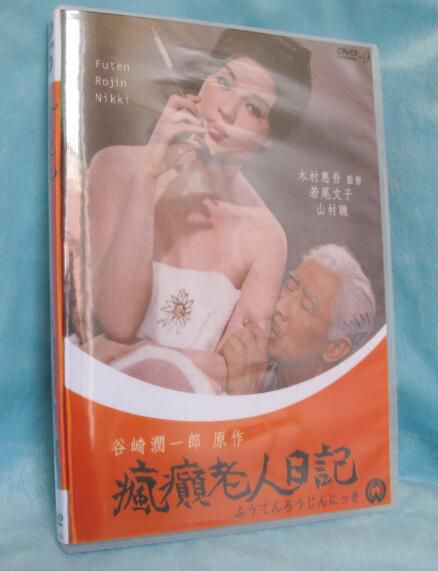 Futen
Rojin
Nikki
DVD-9
木村恵吾 監督
若尾文子
山村聰
谷崎潤一郎 原作
瘋癲老人日記
ふうてんろうじんにっき